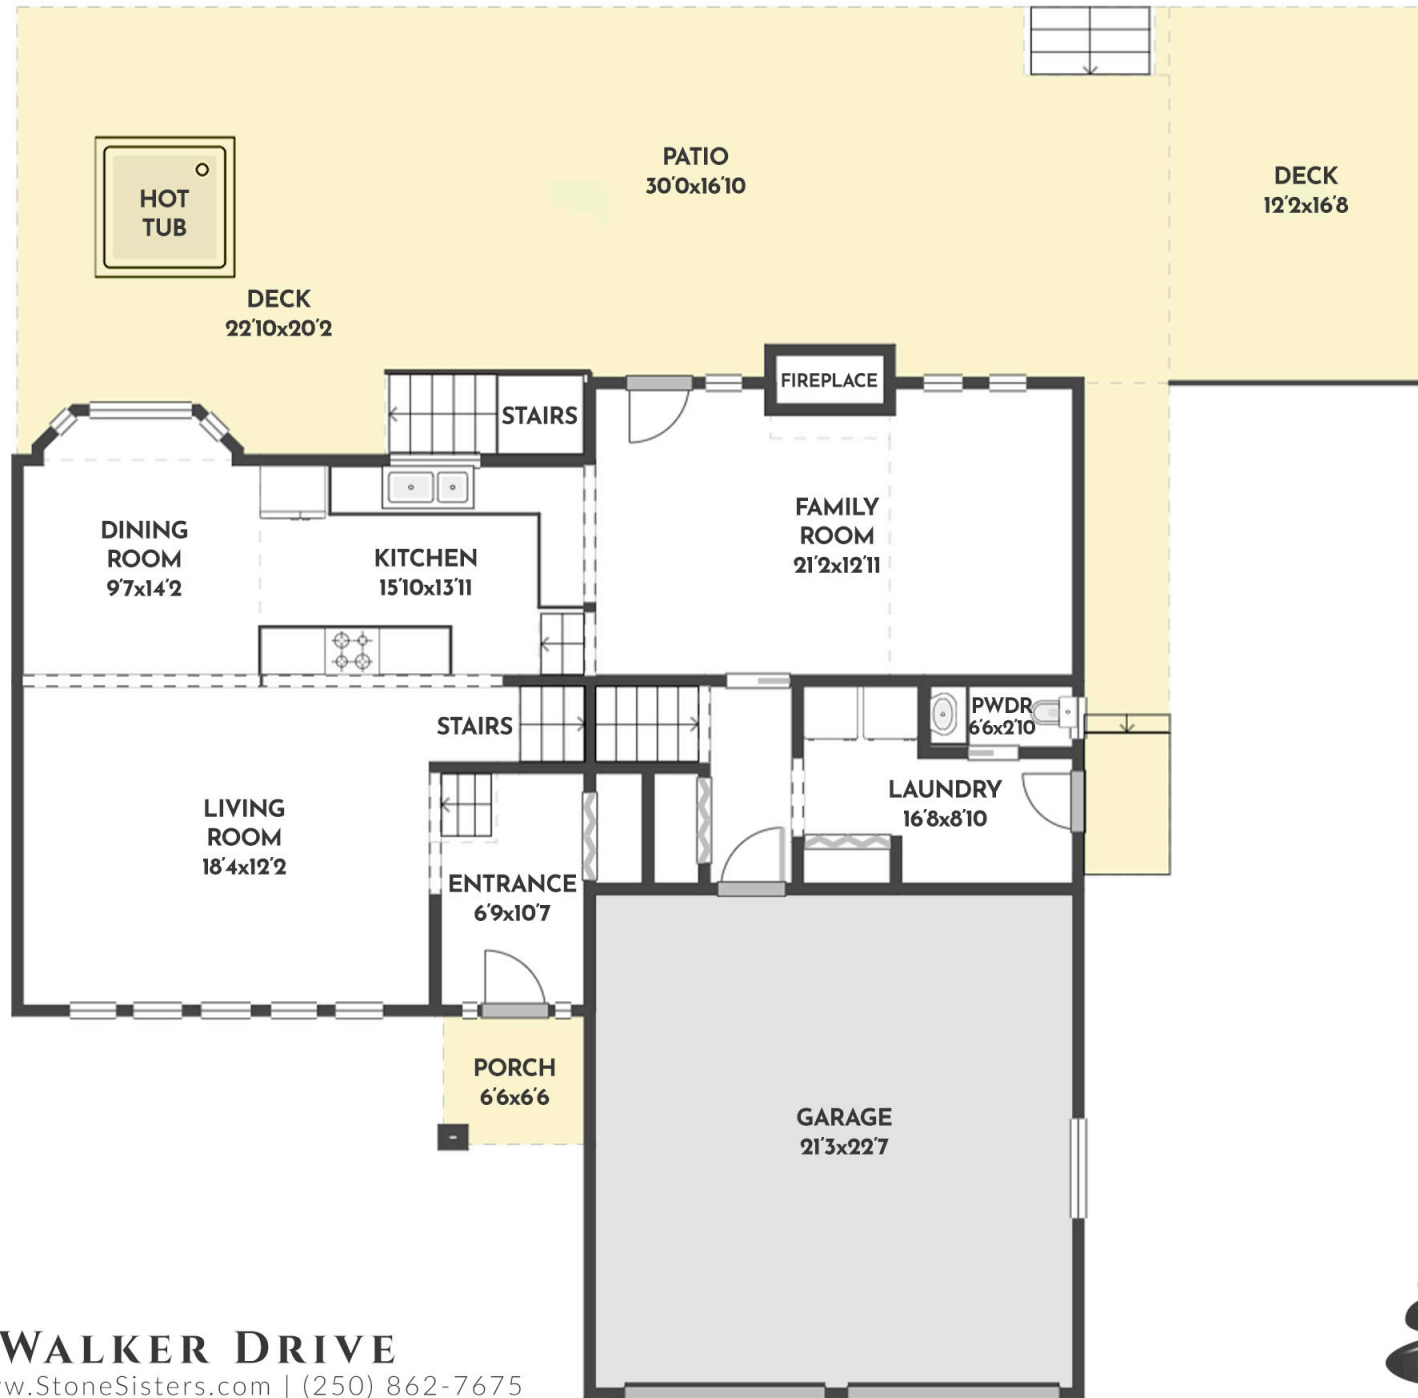 PATIO
30'0x16'10
DECK
12'2x16'8
HOT
TUB
DECK
22'10x20'2
FIREPLACE
STAIRS
DINING
ROOM
9'7x14'2
KITCHEN
15'10x13'11
FAMILY
ROOM
21'2x12'11
STAIRS
PWDR
6'6x2'10
LIVING
ROOM
18'4x12'2
LAUNDRY
16'8x8'10
ENTRANCE
6'9x10'7
PORCH
6'6x6'6
GARAGE
21'3x22'7
WALKER DRIVE
w.StoneSisters.com | (250) 862-7675